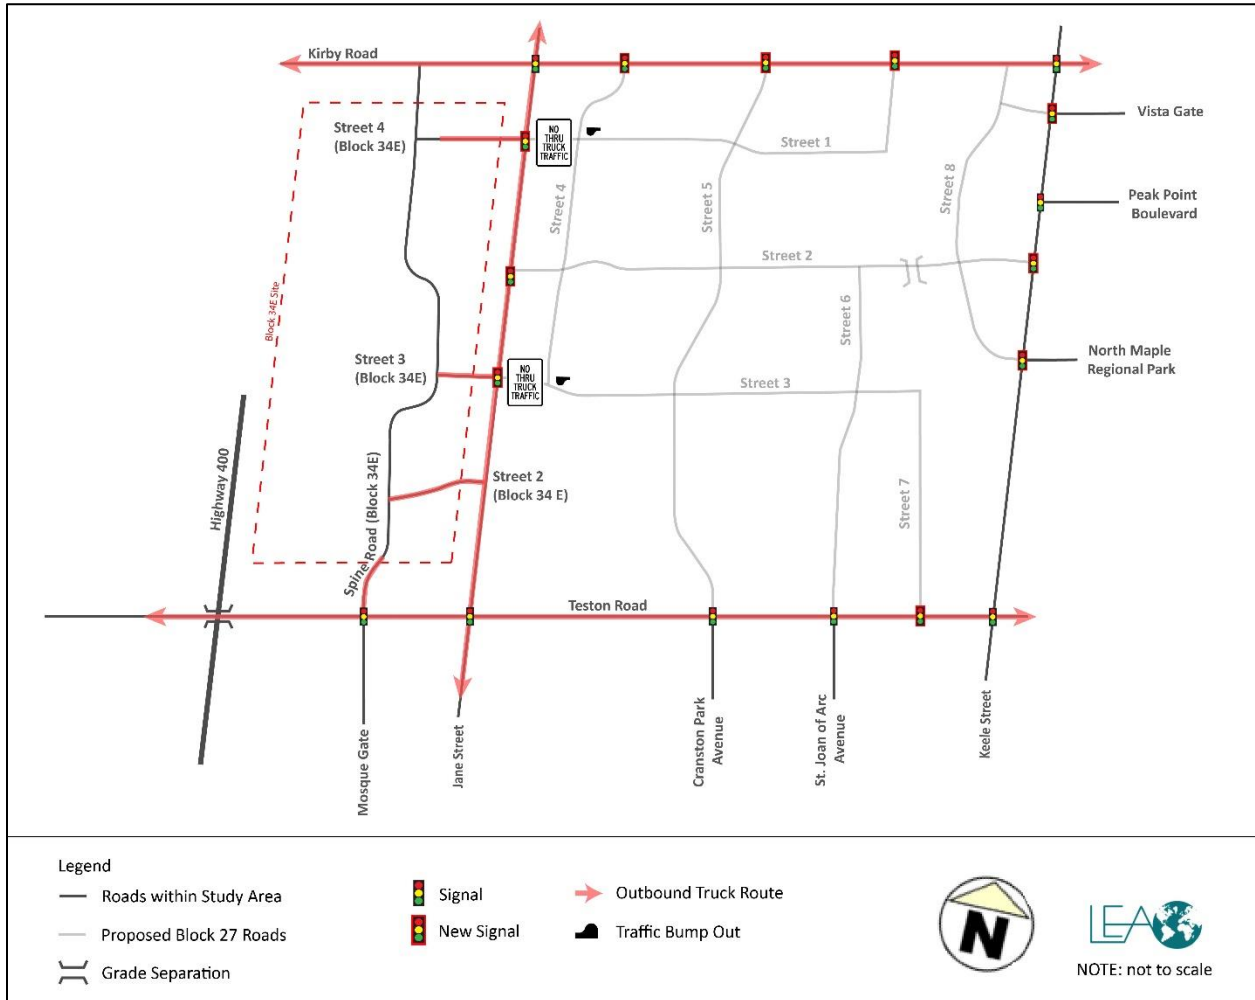 Kirby Road
Street 4
(Block 34E)
NO
THRU
TRUCK
TRAFFIC
Street 1
Vista Gate
Street 4
Street 5
Street 8
Peak Point
Boulevard
Street 2
Block 34E Site
Street 6
Street 3
(Block 34E)
NO
THRU
TRUCK
TRAFFIC
Street 3
North Maple
Regional Park
Highway 400
Spine Road (Block 34E)
Street 2
(Block 34 E)
Street 7
Teston Road
Mosque Gate
Jane Street
Cranston Park
Avenue
St. Joan of Arc
Avenue
Keele Street
Legend
Roads within Study Area
Proposed Block 27 Roads
Grade Separation
Signal
New Signal
Outbound Truck Route
Traffic Bump Out
N
LEA
NOTE: not to scale